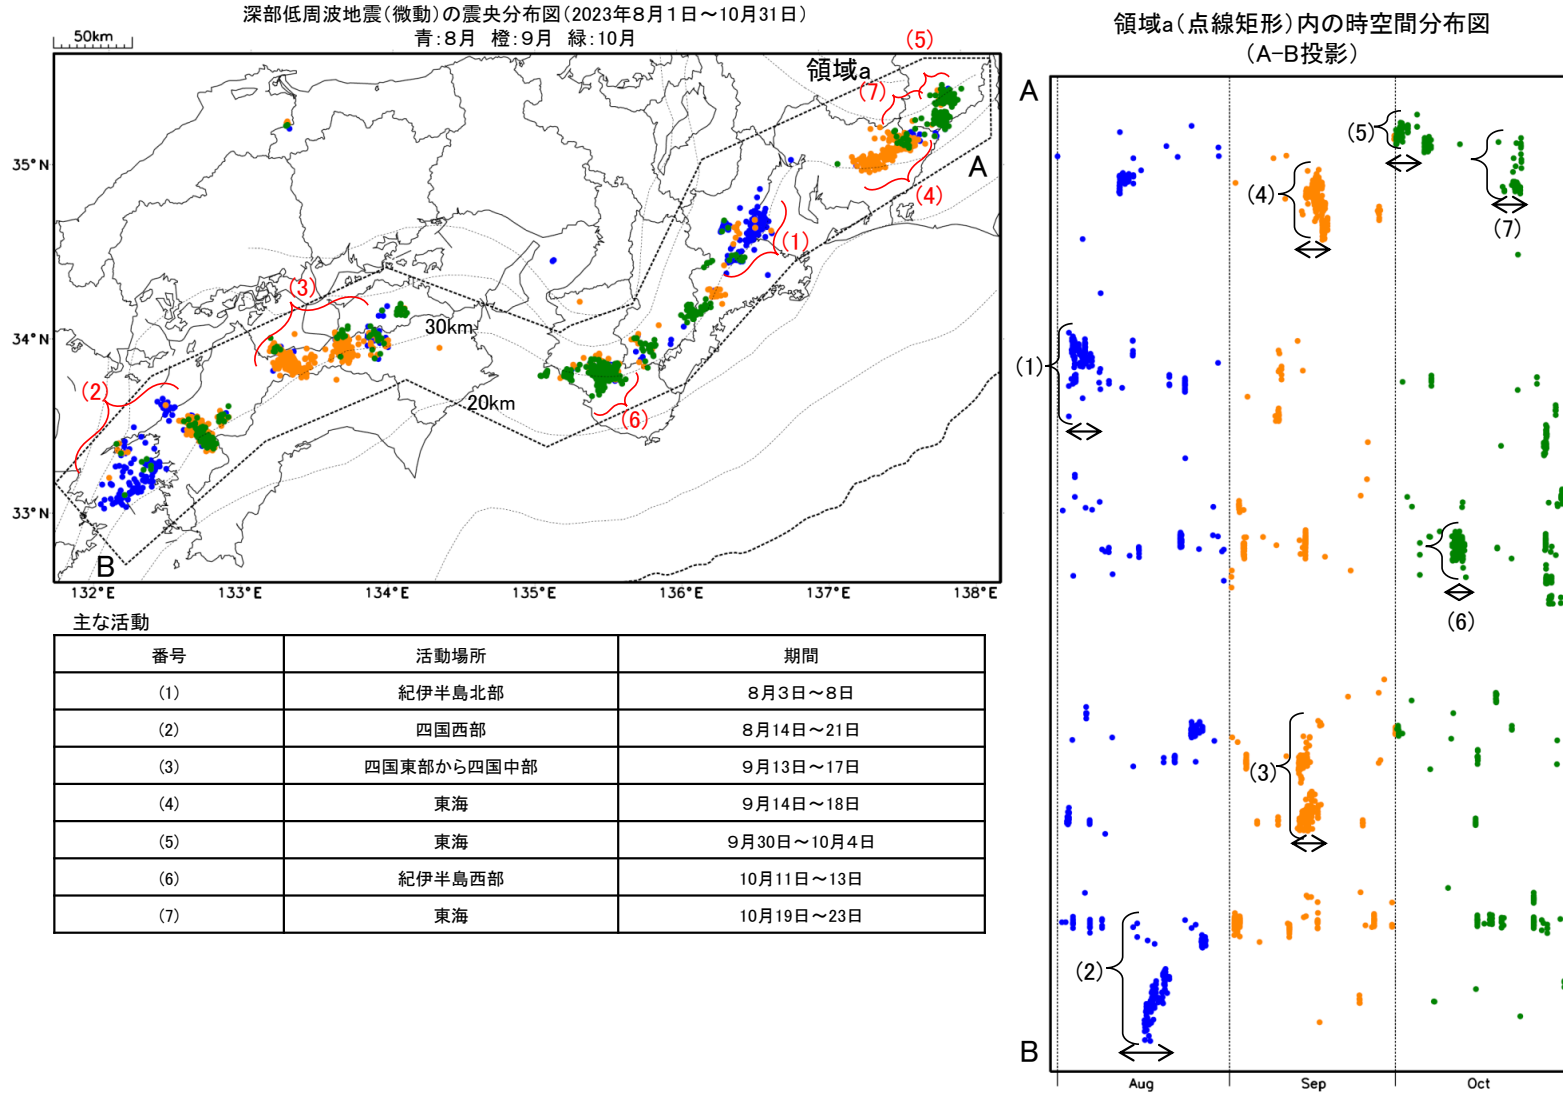 深部低周波地震(微動)の震央分布図(2023年8月1日～10月31日)
青:8月 橙:9月 緑:10月
50km
領域a
(5)
(7)
A
(4)
(1)
(3)
30km
20km
(2)
(6)
B
35°N
34°N
33°N
132°E 133°E 134°E 135°E 136°E 137°E 138°E
主な活動
番号 活動場所 期間
(1) 紀伊半島北部 8月3日～8日
(2) 四国西部 8月14日～21日
(3) 四国東部から四国中部 9月13日～17日
(4) 東海 9月14日～18日
(5) 東海 9月30日～10月4日
(6) 紀伊半島西部 10月11日～13日
(7) 東海 10月19日～23日
領域a(点線矩形)内の時空間分布図
(A-B投影)
A
(5)
(4)
(7)
(1)
(6)
(3)
(2)
B
Aug Sep Oct